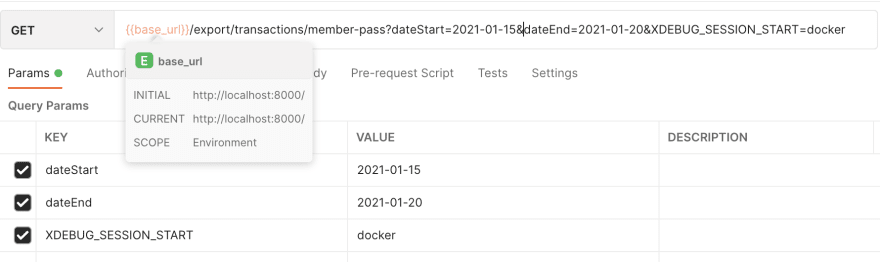 GET {{base_url}}/export/transactions/member-pass?dateStart=2021-01-15&dateEnd=2021-01-20&XDEBUG_SESSION_START=docker
E base_url
Params Authori dy Pre-request Script Tests Settings
INITIAL http://localhost:8000/
Query Params
CURRENT http://localhost:8000/
KEY VALUE DESCRIPTION
SCOPE Environment
dateStart 2021-01-15
dateEnd 2021-01-20
XDEBUG_SESSION_START docker